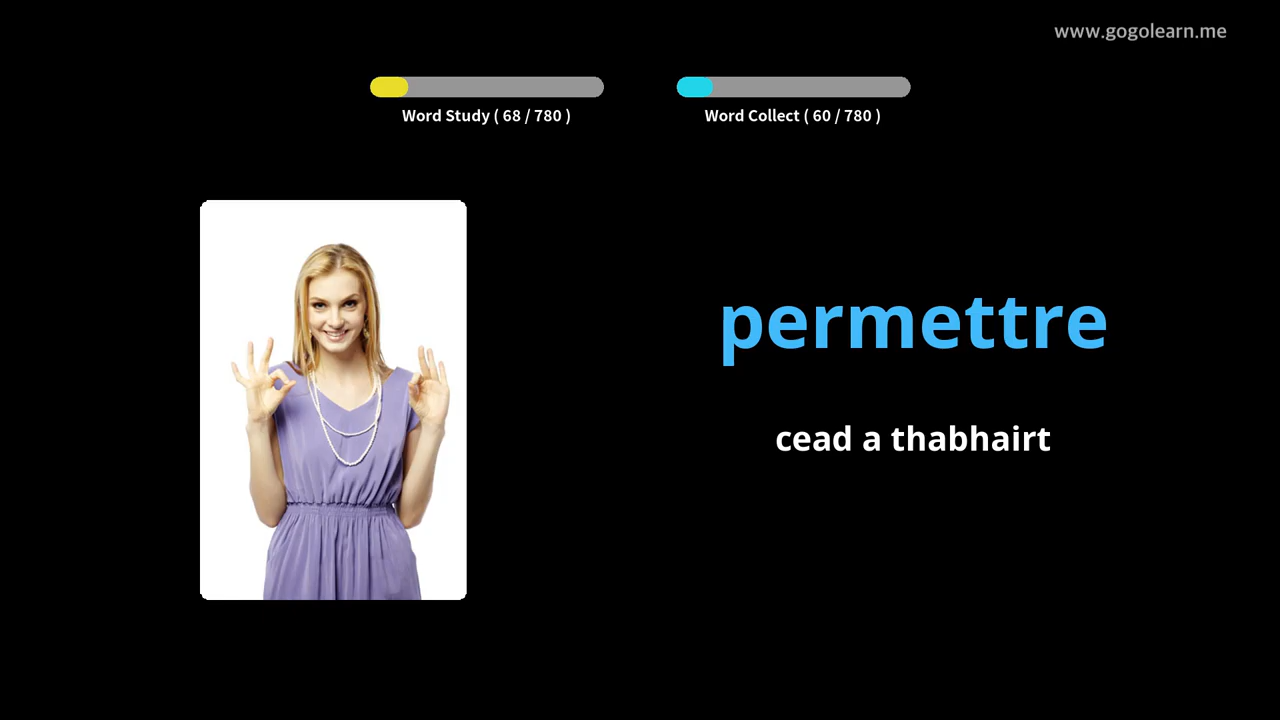 www.gogolearn.me
Word Study ( 68 / 780 )
Word Collect ( 60 / 780 )
permettre
cead a thabhairt